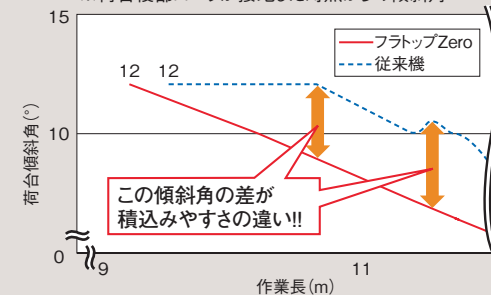 15
フラトップZero
従来機
12 12
10
荷台傾斜角(°)
この傾斜角の差が
積込みやすさの違い!!
0
9
11
作業長(m)